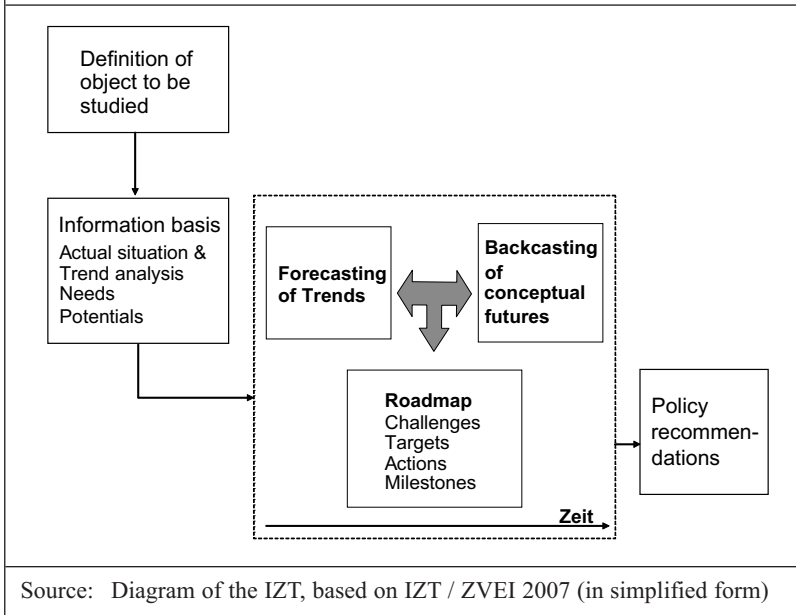 Definition of
object to be
studied
Information basis
Actual situation &
Trend analysis
Needs
Potentials
Forecasting
of Trends
Backcasting
of
conceptual
futures
Roadmap
Challenges
Targets
Actions
Milestones
Zeit
Policy
recommen-
dations
Source: Diagram of the IZT, based on IZT / ZVEI 2007 (in simplified form)